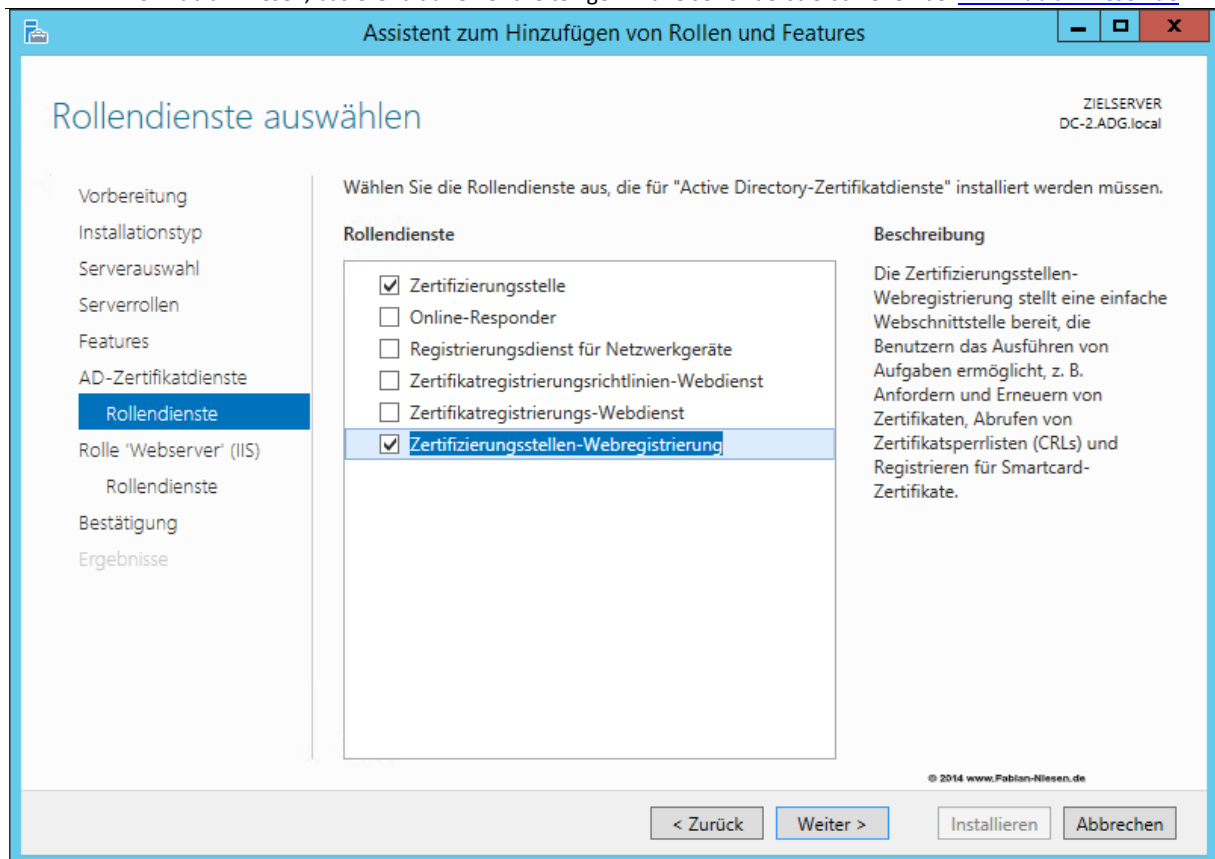 Assistent zum Hinzufügen von Rollen und Features
Rollendienste auswählen
ZIELSERVER
DC-2.ADG.local
Vorbereitung
Installationstyp
Serverauswahl
Serverrollen
Features
AD-Zertifikatdienste
Rollendienste
Rolle "Webserver" (IIS)
Rollendienste
Bestätigung
Ergebnisse
Wählen Sie die Rollendienste aus, die für "Active Directory-Zertifikatdienste" installiert werden müssen.
Rollendienste
Zertifizierungsstelle
Online-Responder
Registrierungsdienst für Netzwerkgeräte
Zertifikatregistrierungsrichtlinien-Webdienst
Zertifikatregistrierungs-Webdienst
Zertifizierungsstellen-Webregistrierung
Beschreibung
Die Zertifizierungsstellen-
Webregistrierung stellt eine einfache
Webschnittstelle bereit, die
Benutzern das Ausführen von
Aufgaben ermöglicht, z. B.
Anfordern und Erneuern von
Zertifikaten, Abrufen von
Zertifikatsperrlisten (CRLs) und
Registrieren für Smartcard-
Zertifikate.
© 2014 www.Fabian-Niesen.de
< Zurück
Weiter >
Installieren
Abbrechen